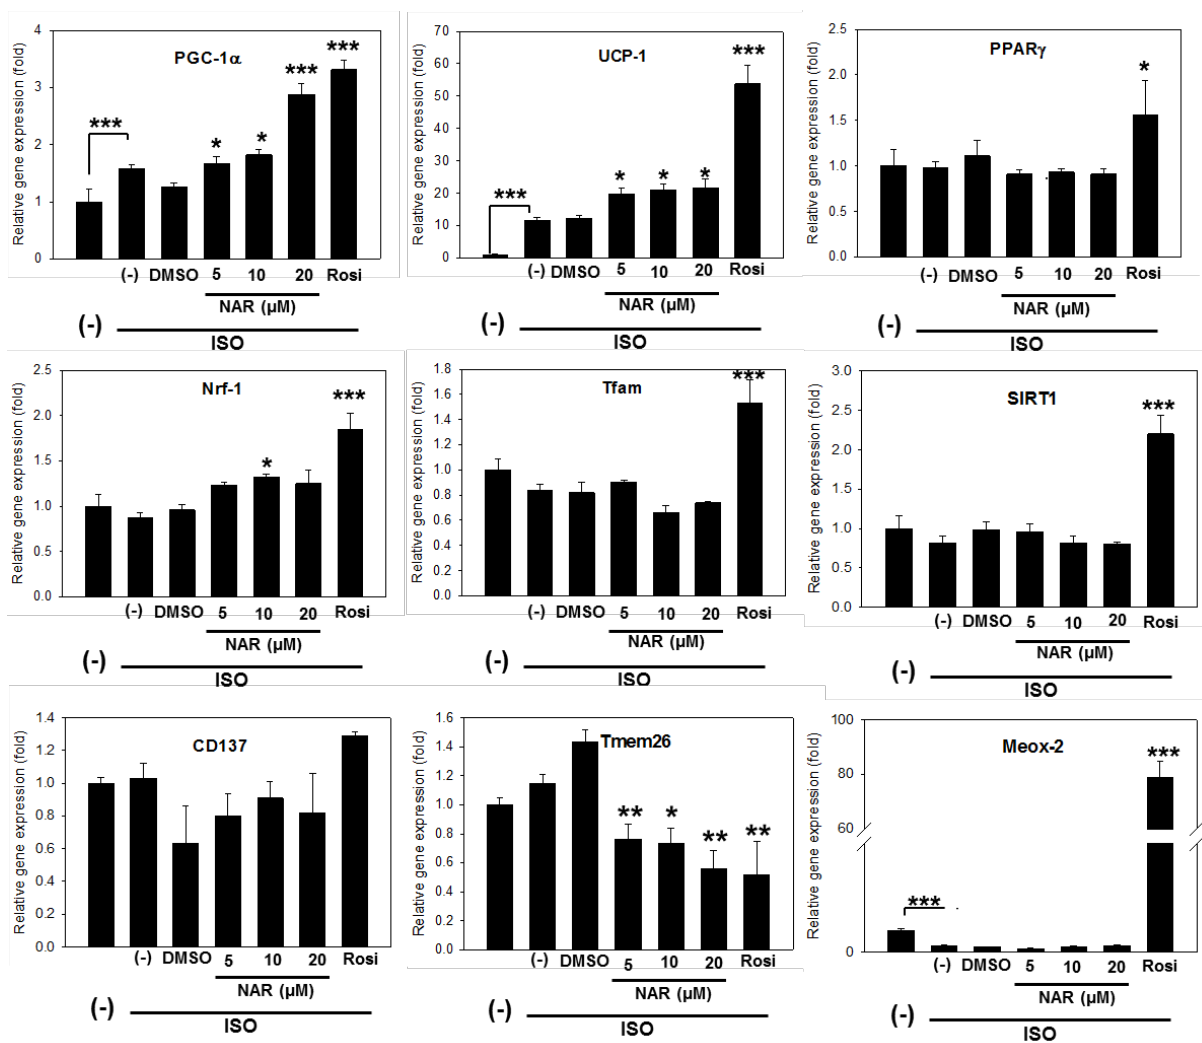 Relative gene expression (fold)
PGC-1α
4
3
2
1
0
***
*
*
***
***
(-) DMSO 5 10 20 Rosi
NAR (µM)
(-)
ISO
Relative gene expression (fold)
UCP-1
70
60
50
40
30
20
10
0
***
*
*
*
***
(-) DMSO 5 10 20 Rosi
NAR (µM)
(-)
ISO
Relative gene expression (fold)
PPARγ
2.5
2.0
1.5
1.0
0.5
0.0
*
(-) DMSO 5 10 20 Rosi
NAR (µM)
(-)
ISO
Relative gene expression (fold)
Nrf-1
2.5
2.0
1.5
1.0
0.5
0.0
*
***
(-) DMSO 5 10 20 Rosi
NAR (µM)
(-)
ISO
Relative gene expression (fold)
Tfam
1.8
1.6
1.4
1.2
1.0
0.8
0.6
0.4
0.2
0.0
***
(-) DMSO 5 10 20 Rosi
NAR (µM)
(-)
ISO
Relative gene expression (fold)
SIRT1
3.0
2.5
2.0
1.5
1.0
0.5
0.0
***
(-) DMSO 5 10 20 Rosi
NAR (µM)
(-)
ISO
Relative gene expression (fold)
CD137
1.4
1.2
1.0
0.8
0.6
0.4
0.2
0.0
(-) DMSO 5 10 20 Rosi
NAR (µM)
(-)
ISO
Relative gene expression (fold)
Tmem26
1.6
1.4
1.2
1.0
0.8
0.6
0.4
0.2
0.0
**
*
**
**
(-) DMSO 5 10 20 Rosi
NAR (µM)
(-)
ISO
Relative gene expression (fold)
Meox-2
100
80
60
0
***
***
(-) DMSO 5 10 20 Rosi
NAR (µM)
(-)
ISO